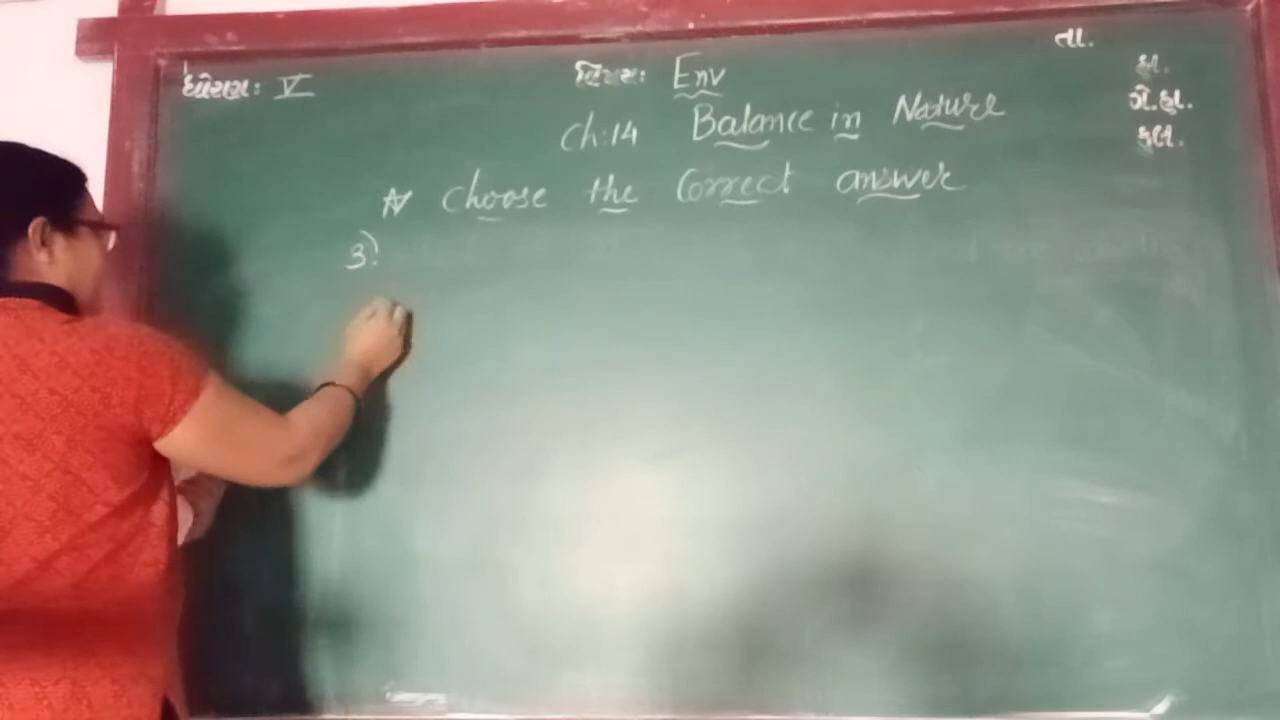 તા.
ધોરણ: V વિષય: Env હા.
Ch:14 Balance in Nature ગે.હા.
કુલ.
☆ Choose the Correct answer
3)